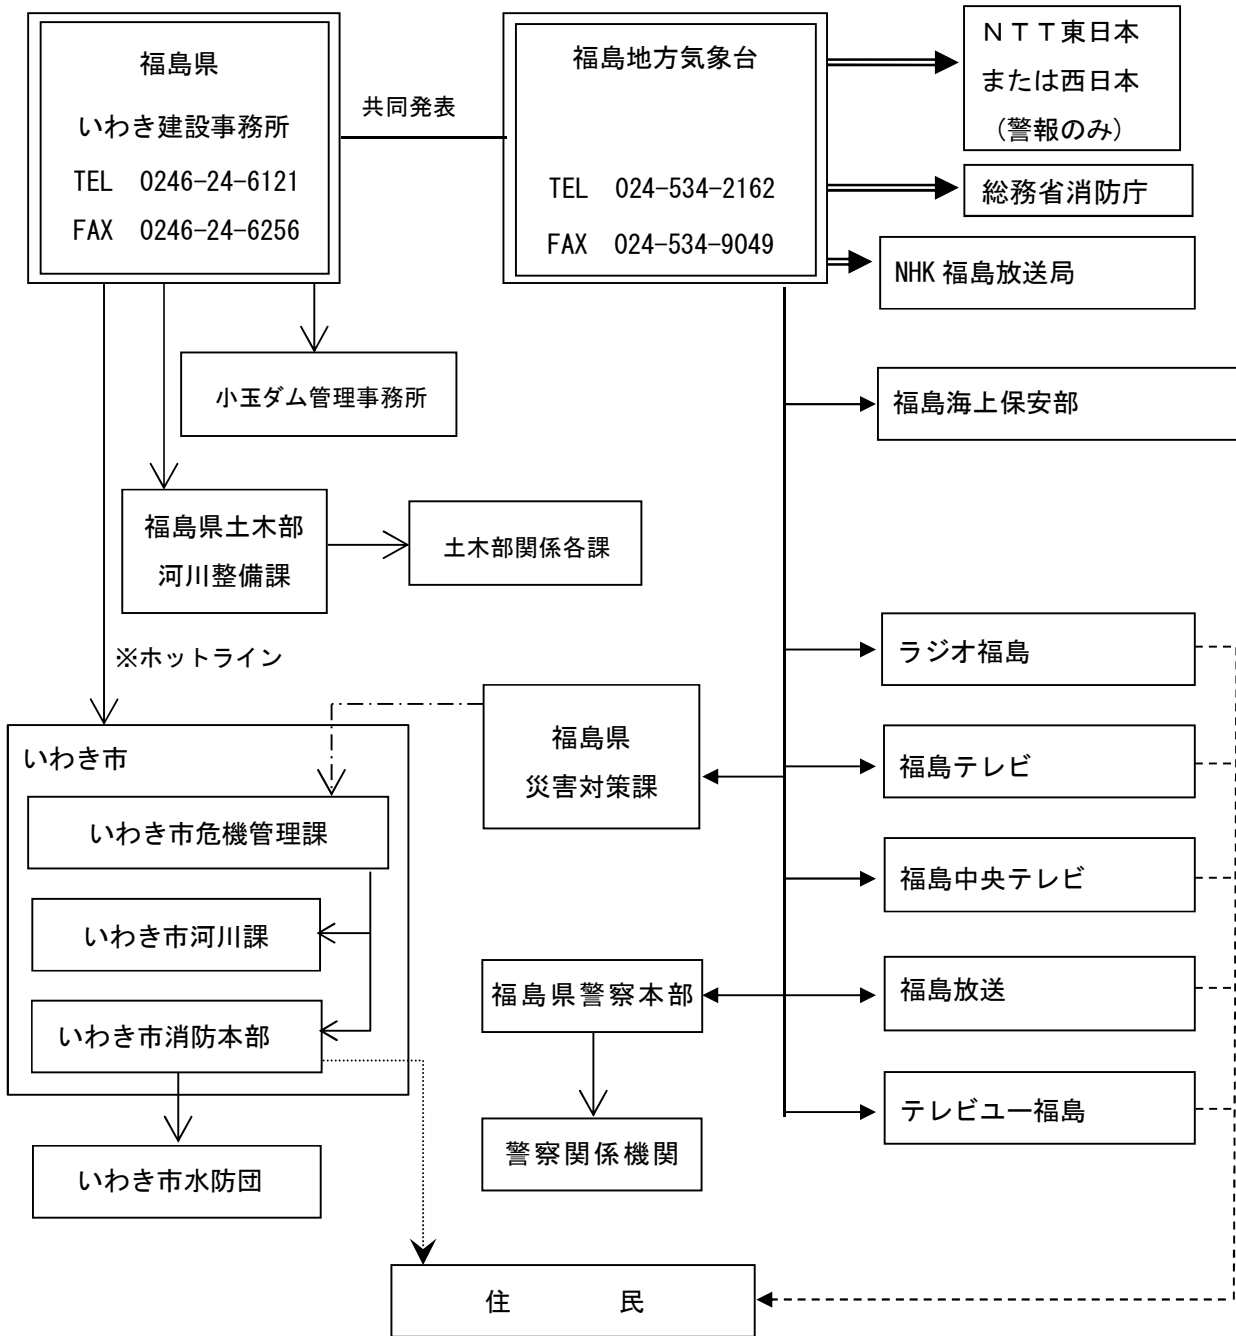 福島県
いわき建設事務所
TEL 0246-24-6121
FAX 0246-24-6256
共同発表
福島地方気象台
TEL 024-534-2162
FAX 024-534-9049
ＮＴＴ東日本
または西日本
（警報のみ）
総務省消防庁
NHK 福島放送局
小玉ダム管理事務所
福島海上保安部
福島県土木部
河川整備課
土木部関係各課
※ホットライン
ラジオ福島
いわき市
福島県
災害対策課
福島テレビ
いわき市危機管理課
福島中央テレビ
いわき市河川課
福島県警察本部
福島放送
いわき市消防本部
テレビユー福島
警察関係機関
いわき市水防団
住　　　民